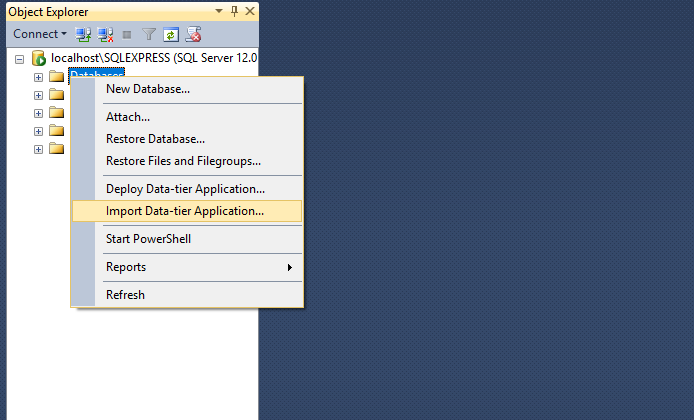 Object Explorer
Connect
localhost\SQLEXPRESS (SQL Server 12.0
Databases
New Database...
Attach...
Restore Database...
Restore Files and Filegroups...
Deploy Data-tier Application...
Import Data-tier Application...
Start PowerShell
Reports
Refresh